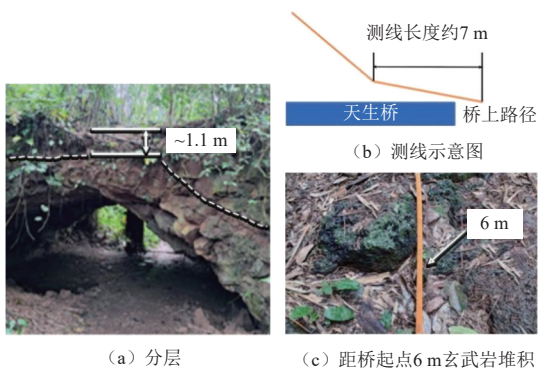 测线长度约7 m
天生桥
桥上路径
（b）测线示意图
~1.1 m
6 m
（a）分层
（c）距桥起点6 m玄武岩堆积